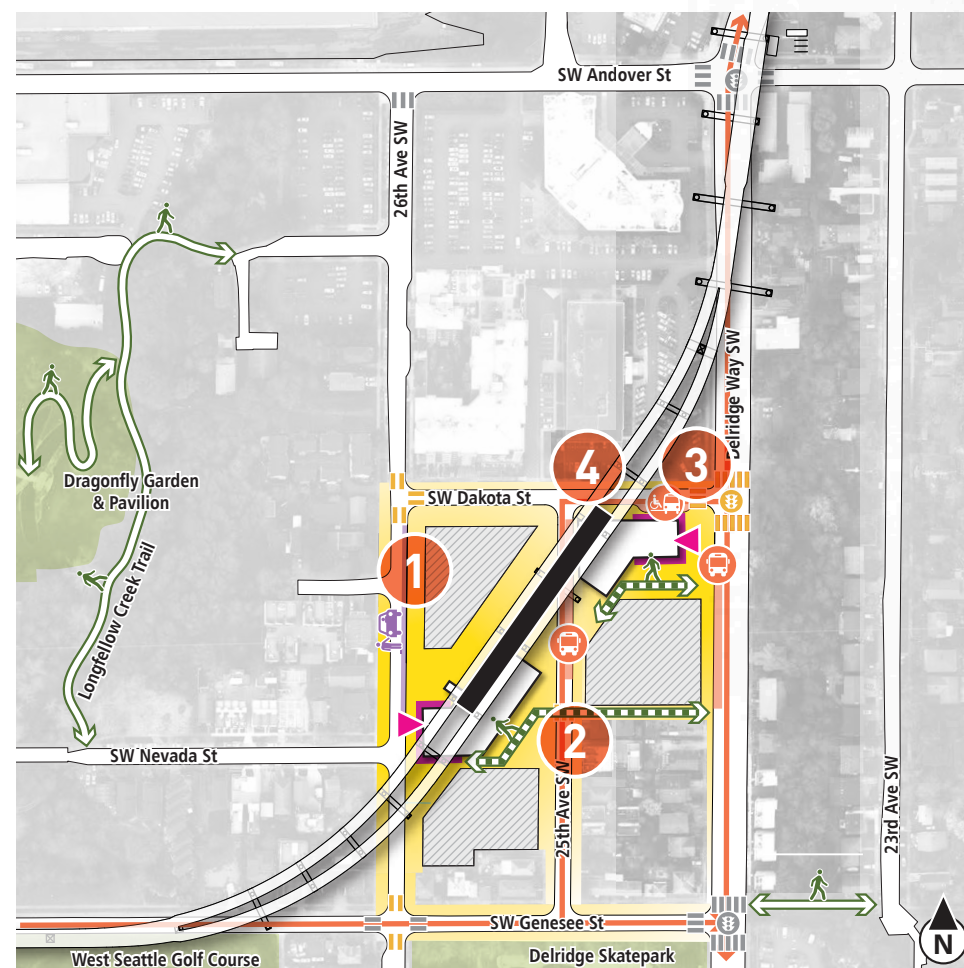 SW Andover St
26th Ave SW
Delridge Way SW
4
3
Dragonfly Garden
& Pavilion
SW Dakota St
1
Longfellow Creek Trail
2
SW Nevada St
25th Ave SW
23rd Ave SW
SW Genesee St
West Seattle Golf Course
Delridge Skatepark
N